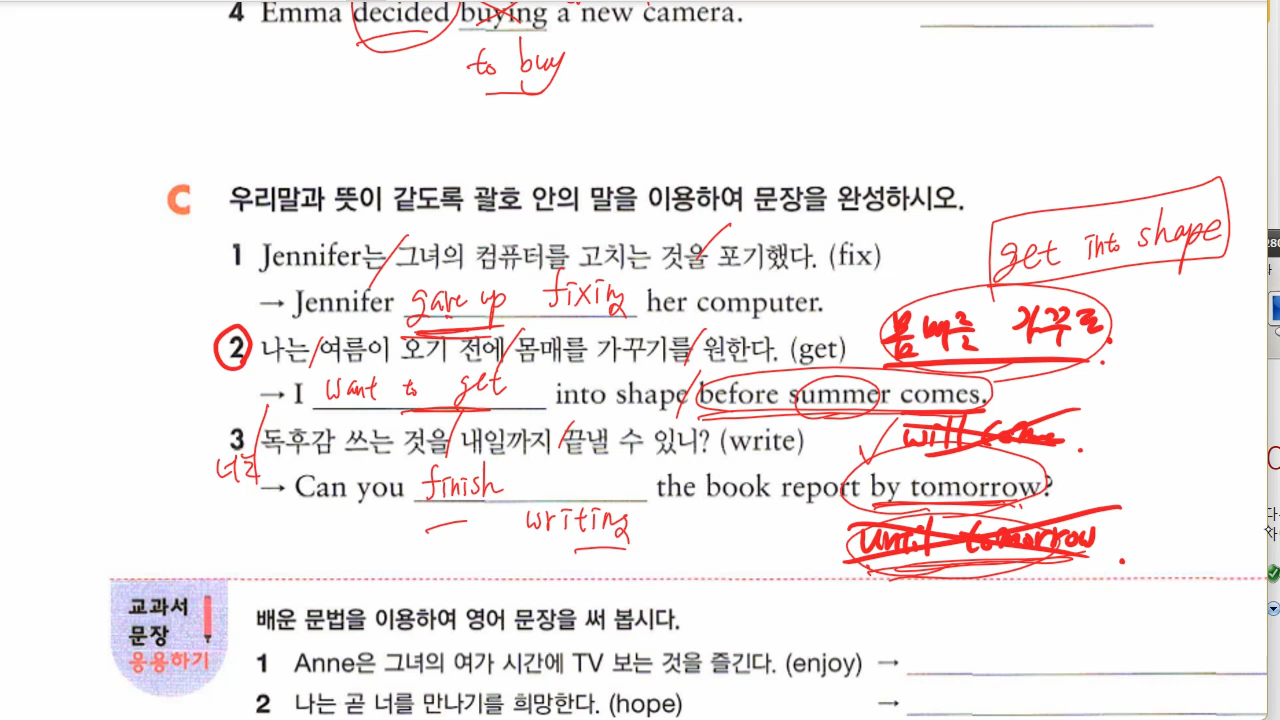 4 Emma decided buying a new camera.
to buy
C 우리말과 뜻이 같도록 괄호 안의 말을 이용하여 문장을 완성하시오.
get into shape
1 Jennifer는 그녀의 컴퓨터를 고치는 것을 포기했다. (fix)
→ Jennifer gave up fixing her computer.
몸매를 가꾸다.
2 나는 여름이 오기 전에 몸매를 가꾸기를 원한다. (get)
→ I want to get into shape before summer comes.
will come.
3 독후감 쓰는 것을 내일까지 끝낼 수 있니? (write)
너는
→ Can you finish writing the book report by tomorrow?
until tomorrow.
교과서
문장
응용하기
배운 문법을 이용하여 영어 문장을 써 봅시다.
1 Anne은 그녀의 여가 시간에 TV 보는 것을 즐긴다. (enjoy) →
2 나는 곧 너를 만나기를 희망한다. (hope) →